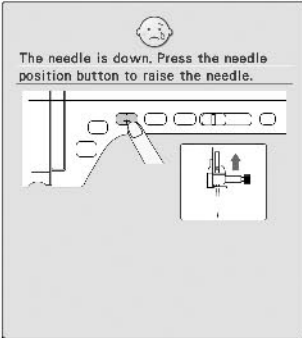 The needle is down. Press the needle
position button to raise the needle.